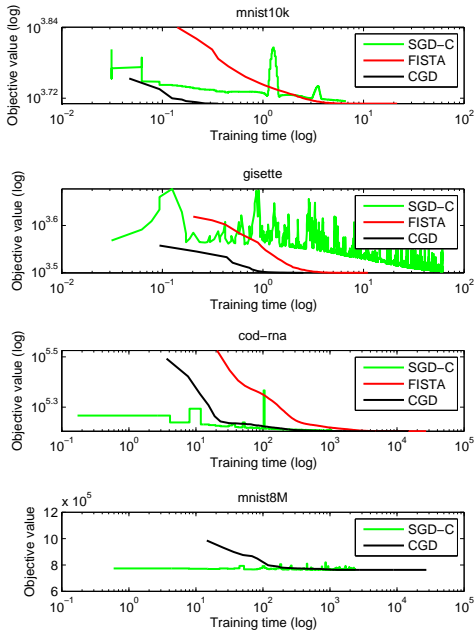 mnist10k
Objective value (log)
10^3.84
10^3.72
SGD−C
FISTA
CGD
10^−2 10^−1 10^0 10^1 10^2
Training time (log)
gisette
Objective value (log)
10^3.6
10^3.5
SGD−C
FISTA
CGD
10^−2 10^−1 10^0 10^1 10^2
Training time (log)
cod−rna
Objective value (log)
10^5.5
10^5.3
SGD−C
FISTA
CGD
10^−1 10^0 10^1 10^2 10^3 10^4 10^5
Training time (log)
mnist8M
x 10^5
Objective value
12
10
8
6
SGD−C
CGD
10^−1 10^0 10^1 10^2 10^3 10^4 10^5
Training time (log)